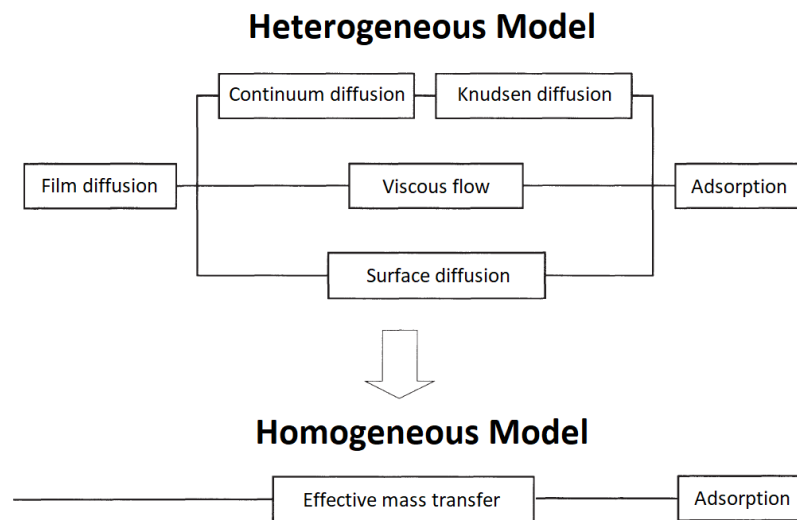 Heterogeneous Model
Continuum diffusion
Knudsen diffusion
Film diffusion
Viscous flow
Adsorption
Surface diffusion
Homogeneous Model
Effective mass transfer
Adsorption